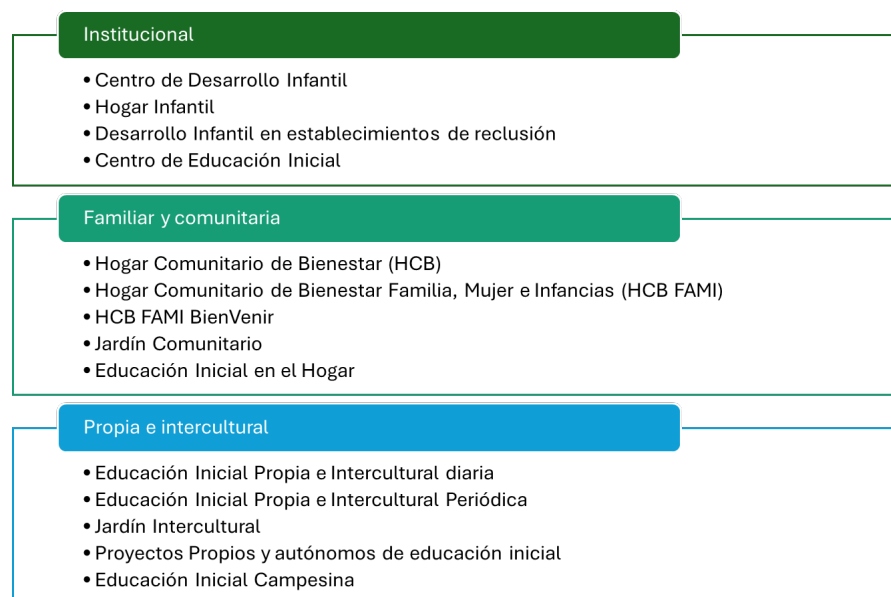 Institucional
• Centro de Desarrollo Infantil
• Hogar Infantil
• Desarrollo Infantil en establecimientos de reclusión
• Centro de Educación Inicial
Familiar y comunitaria
• Hogar Comunitario de Bienestar (HCB)
• Hogar Comunitario de Bienestar Familia, Mujer e Infancias (HCB FAMI)
• HCB FAMI BienVenir
• Jardín Comunitario
• Educación Inicial en el Hogar
Propia e intercultural
• Educación Inicial Propia e Intercultural diaria
• Educación Inicial Propia e Intercultural Periódica
• Jardín Intercultural
• Proyectos Propios y autónomos de educación inicial
• Educación Inicial Campesina